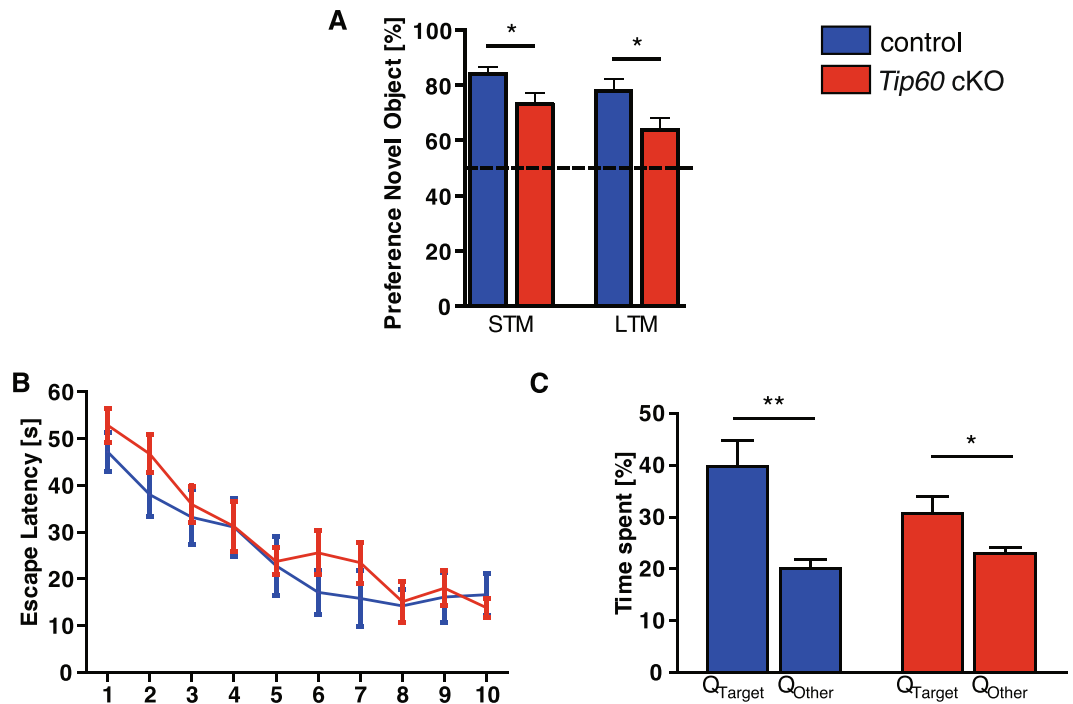 A
Preference Novel Object [%]
100
80
60
40
20
0
*
*
STM LTM
control
Tip60 cKO
B
Escape Latency [s]
60
50
40
30
20
10
0
1 2 3 4 5 6 7 8 9 10
C
Time spent [%]
50
40
30
20
10
0
**
*
QTarget QOther QTarget QOther